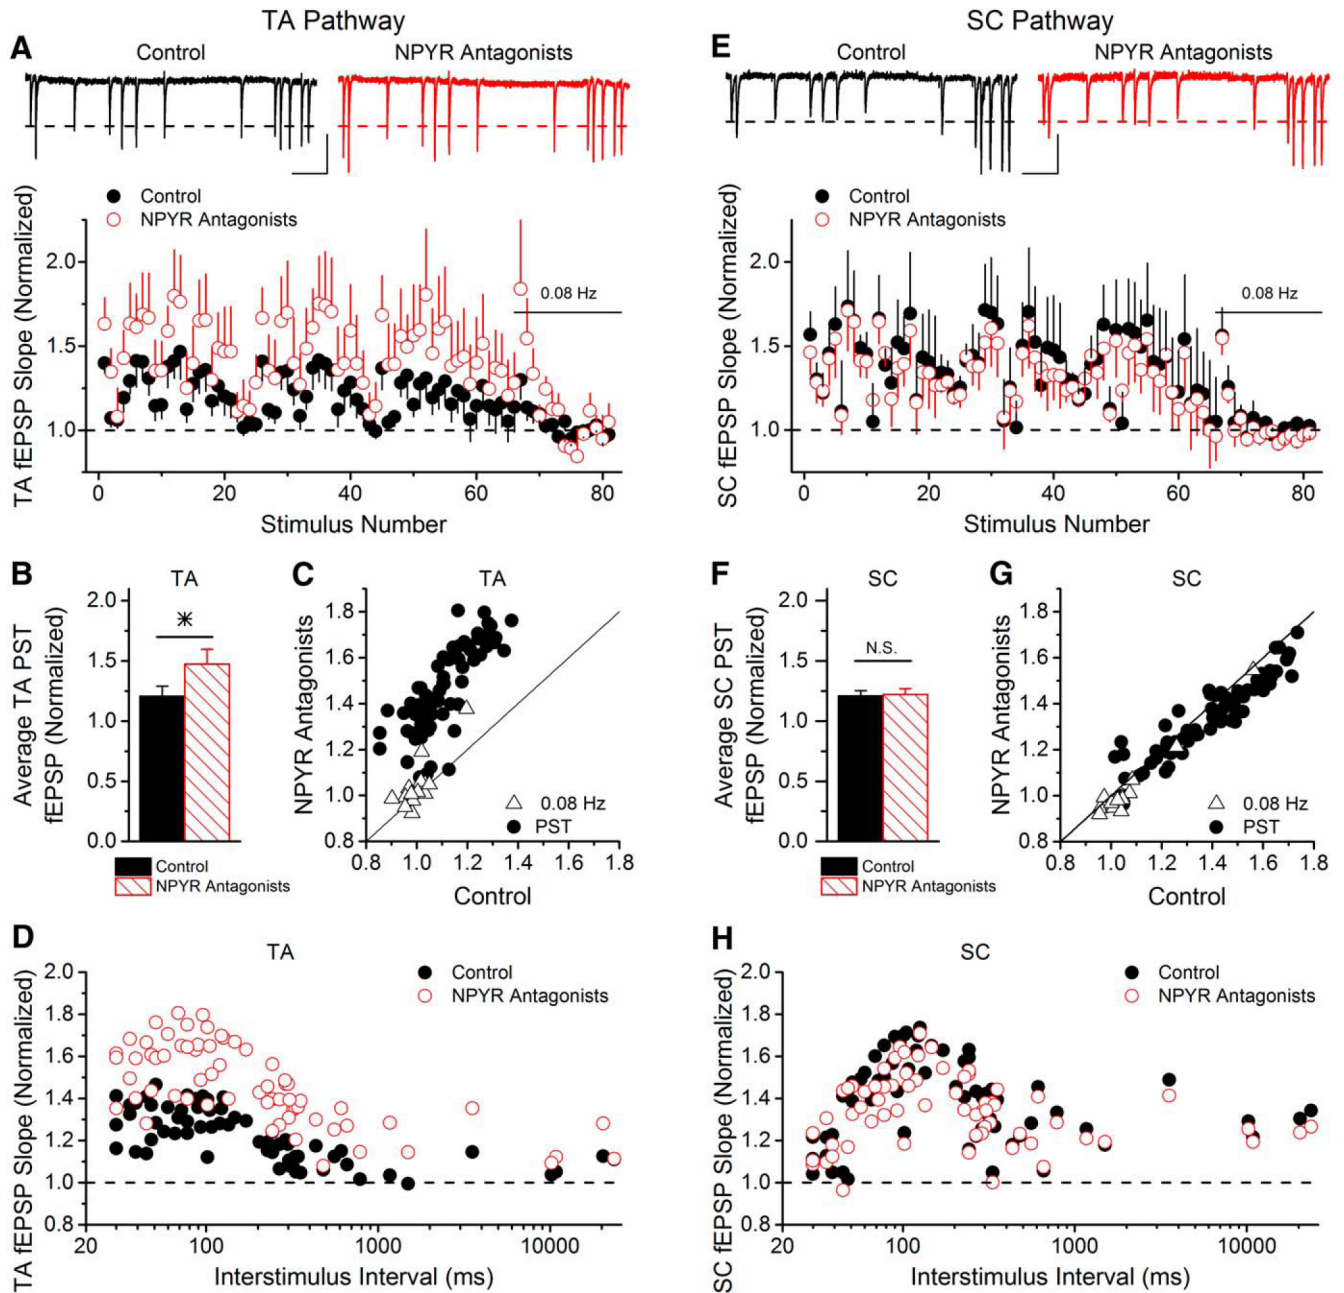 TA Pathway
SC Pathway
A
Control
NPYR Antagonists
Control
NPYR Antagonists
TA fEPSP Slope (Normalized)
2.0
1.5
1.0
0.08 Hz
0
20
40
60
80
Stimulus Number
E
Control
NPYR Antagonists
Control
NPYR Antagonists
SC fEPSP Slope (Normalized)
2.0
1.5
1.0
0.08 Hz
0
20
40
60
80
Stimulus Number
B
TA
Average TA PST
fEPSP (Normalized)
2.0
1.5
1.0
0.5
0.0
*
Control
NPYR Antagonists
C
TA
NPYR Antagonists
1.8
1.6
1.4
1.2
1.0
0.8
0.08 Hz
PST
0.8
1.0
1.2
1.4
1.6
1.8
Control
F
SC
Average SC PST
fEPSP (Normalized)
2.0
1.5
1.0
0.5
0.0
N.S.
Control
NPYR Antagonists
G
SC
NPYR Antagonists
1.8
1.6
1.4
1.2
1.0
0.8
0.08 Hz
PST
0.8
1.0
1.2
1.4
1.6
1.8
Control
D
TA
Control
NPYR Antagonists
TA fEPSP Slope (Normalized)
2.0
1.8
1.6
1.4
1.2
1.0
0.8
20
100
1000
10000
Interstimulus Interval (ms)
H
SC
Control
NPYR Antagonists
SC fEPSP Slope (Normalized)
2.0
1.8
1.6
1.4
1.2
1.0
0.8
20
100
1000
10000
Interstimulus Interval (ms)